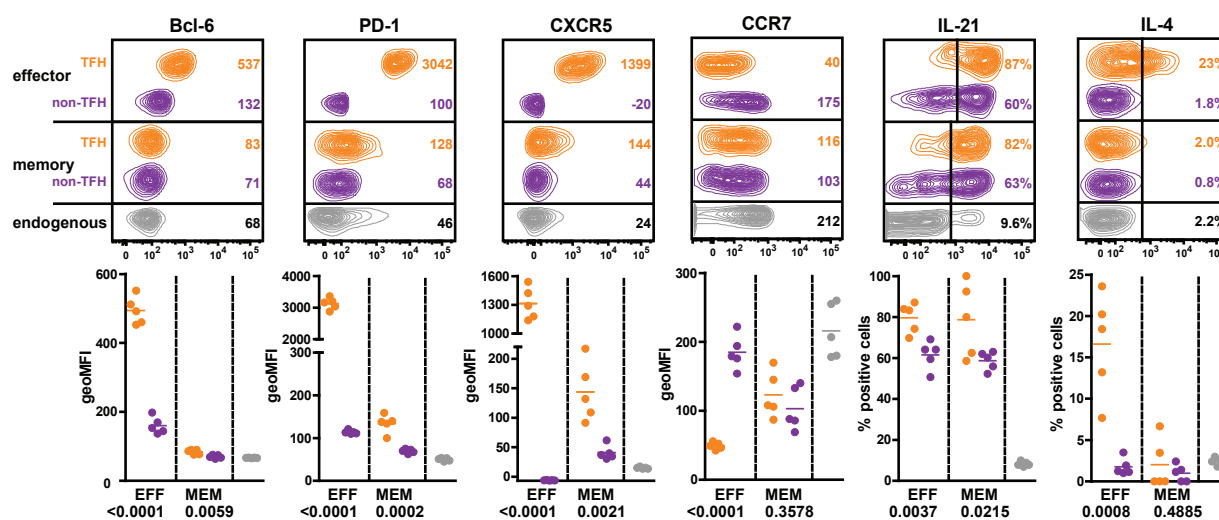 Bcl-6 PD-1 CXCR5 CCR7 IL-21 IL-4
effector
TFH 537 3042 1399 40 87% 23%
non-TFH 132 100 -20 175 60% 1.8%
memory
TFH 83 128 144 116 82% 2.0%
non-TFH 71 68 44 103 63% 0.8%
endogenous 68 46 24 212 9.6% 2.2%
0 10² 10³ 10⁴ 10⁵ 0 10² 10³ 10⁴ 10⁵ 0 10² 10³ 10⁴ 10⁵ 0 10² 10³ 10⁴ 10⁵ 0 10² 10³ 10⁴ 10⁵ 0 10² 10³ 10⁴ 10⁵
geoMFI
600
400
200
0
EFF MEM
<0.0001 0.0059
geoMFI
4000
3000
2000
300
200
100
0
EFF MEM
<0.0001 0.0002
geoMFI
1600
1300
1000
200
150
100
50
0
EFF MEM
<0.0001 0.0021
geoMFI
300
200
100
0
EFF MEM
<0.0001 0.3578
% positive cells
100
80
60
40
20
0
EFF MEM
0.0037 0.0215
% positive cells
25
20
15
10
5
0
EFF MEM
0.0008 0.4885